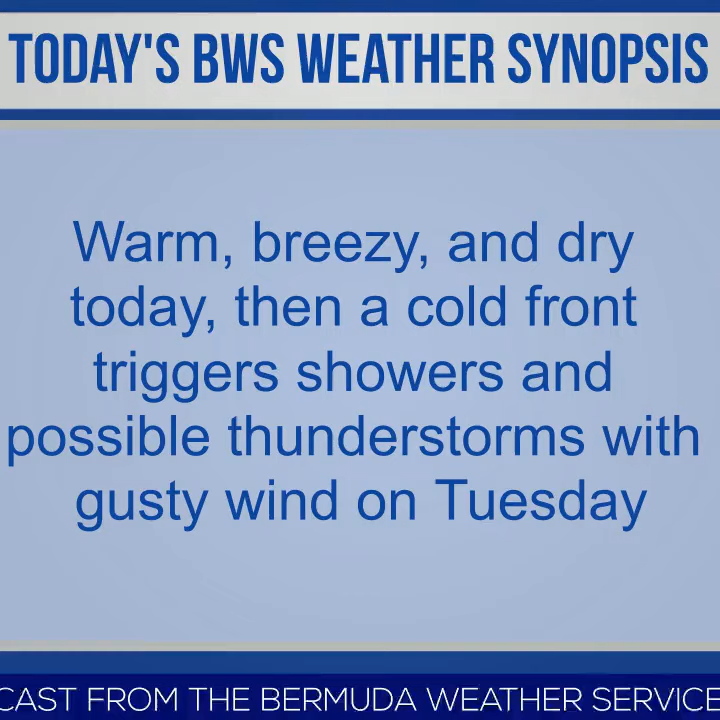 TODAY'S BWS WEATHER SYNOPSIS
Warm, breezy, and dry
today, then a cold front
triggers showers and
possible thunderstorms with
gusty wind on Tuesday
CAST FROM THE BERMUDA WEATHER SERVICE